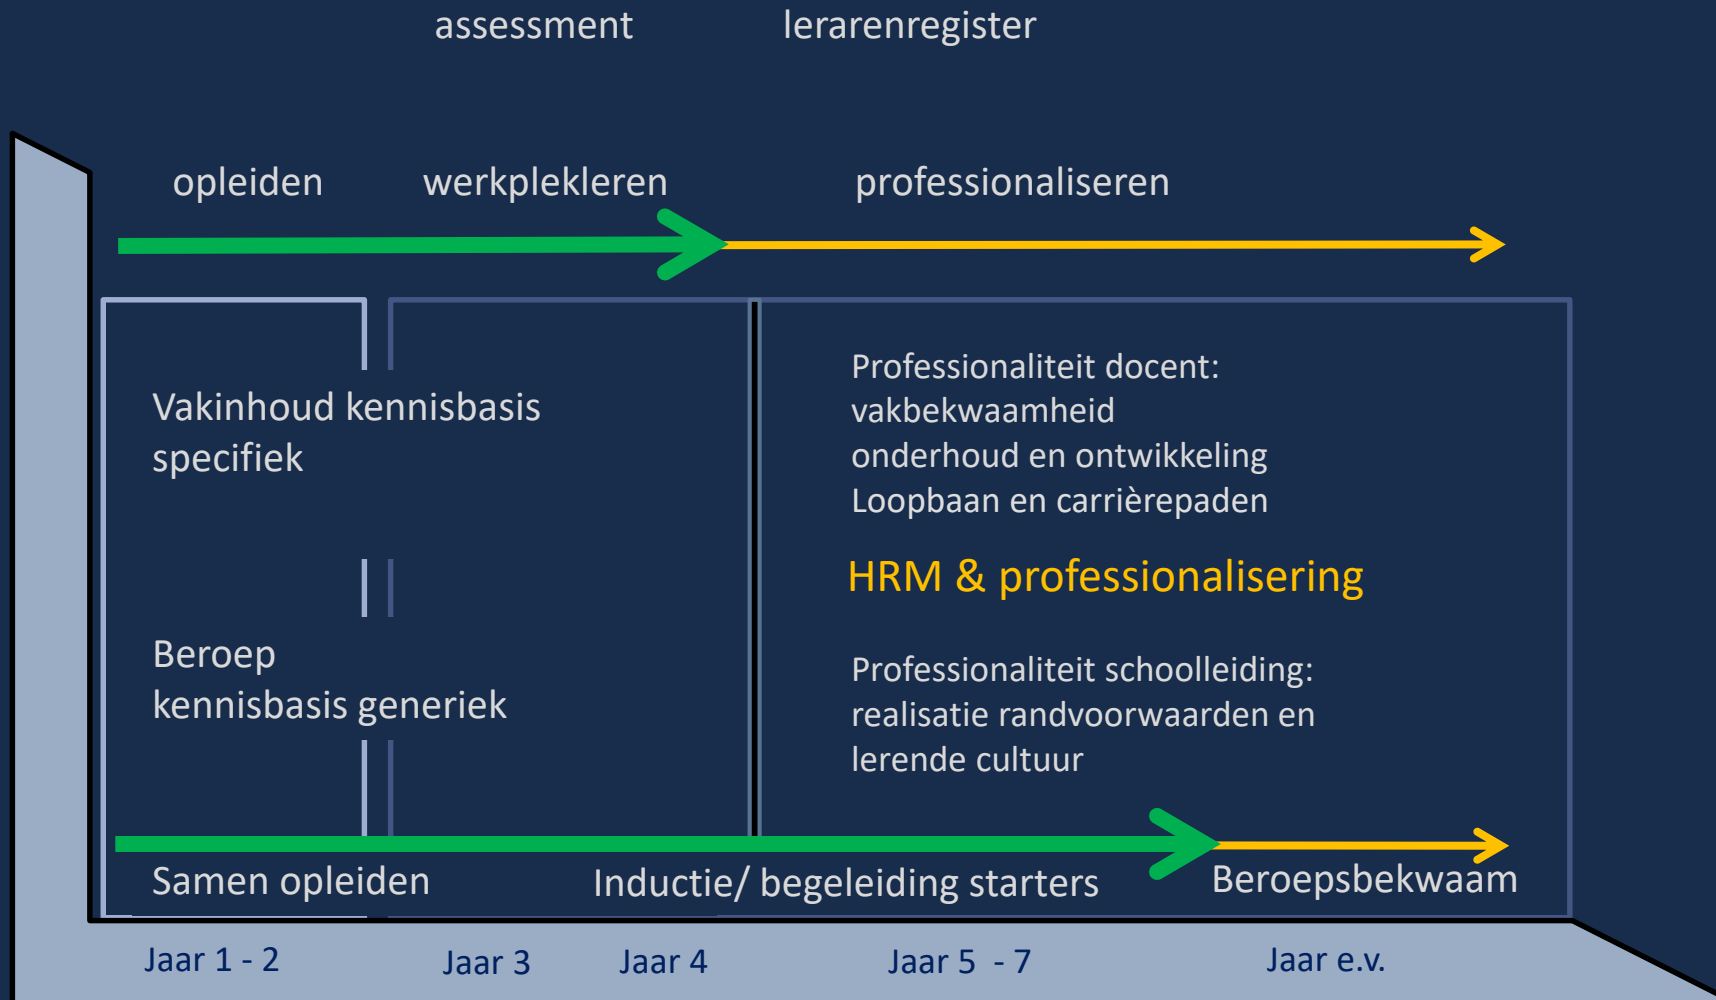 assessment lerarenregister
opleiden werkplekleren professionaliseren
Vakinhoud kennisbasis
specifiek
Beroep
kennisbasis generiek
Professionaliteit docent:
vakbekwaamheid
onderhoud en ontwikkeling
Loopbaan en carrièrepaden
HRM & professionalisering
Professionaliteit schoolleiding:
realisatie randvoorwaarden en
lerende cultuur
Samen opleiden Inductie/ begeleiding starters Beroepsbekwaam
Jaar 1 - 2 Jaar 3 Jaar 4 Jaar 5 - 7 Jaar e.v.